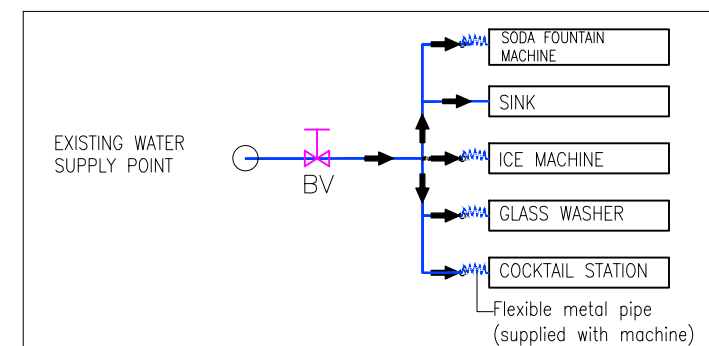 SODA FOUNTAIN
MACHINE
SINK
EXISTING WATER
SUPPLY POINT
BV
ICE MACHINE
GLASS WASHER
COCKTAIL STATION
Flexible metal pipe
(supplied with machine)